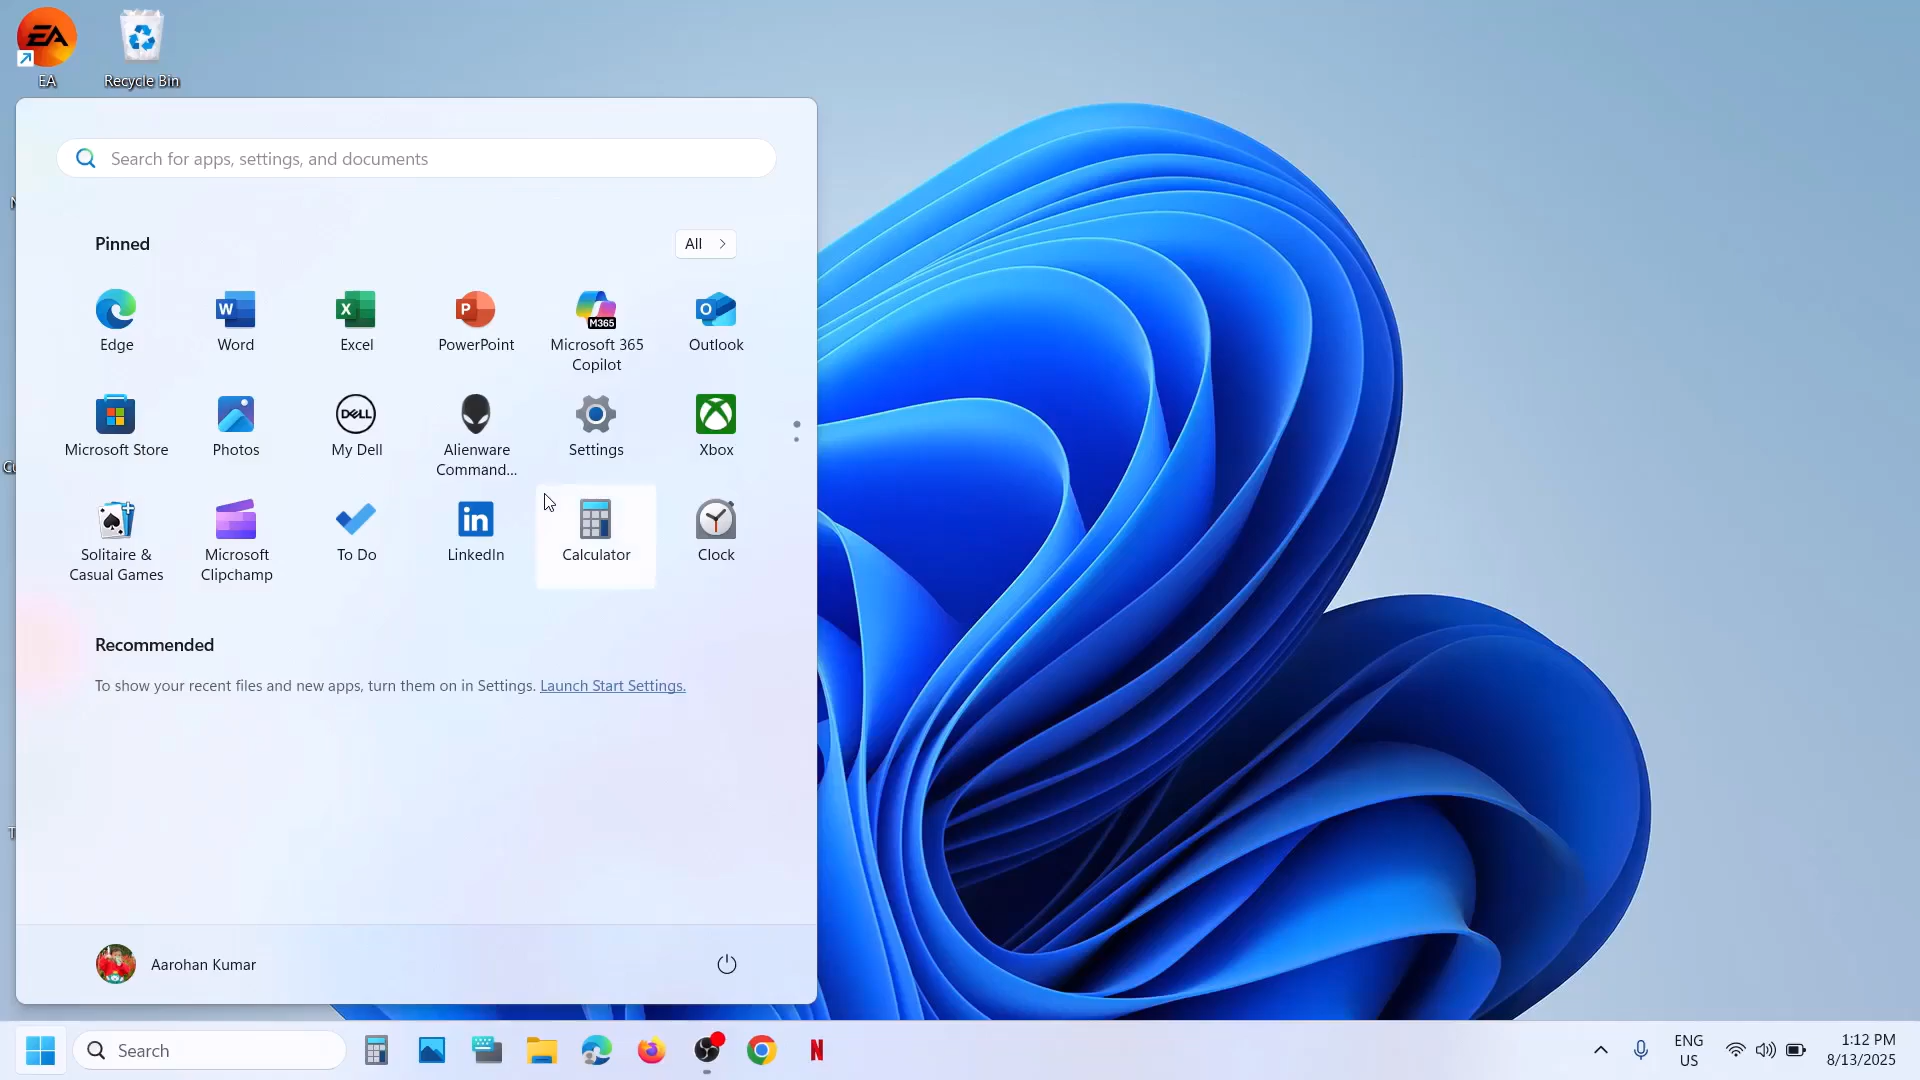 EA
Recycle Bin
Search for apps, settings, and documents
Pinned
All
Edge
Word
Excel
PowerPoint
M365
Microsoft 365
Copilot
Outlook
Microsoft Store
Photos
DELL
My Dell
Alienware
Command...
Settings
Xbox
Solitaire &
Casual Games
Microsoft
Clipchamp
To Do
in
LinkedIn
Calculator
Clock
Recommended
To show your recent files and new apps, turn them on in Settings. Launch Start Settings.
Aarohan Kumar
Search
N
ENG
US
1:12 PM
8/13/2025